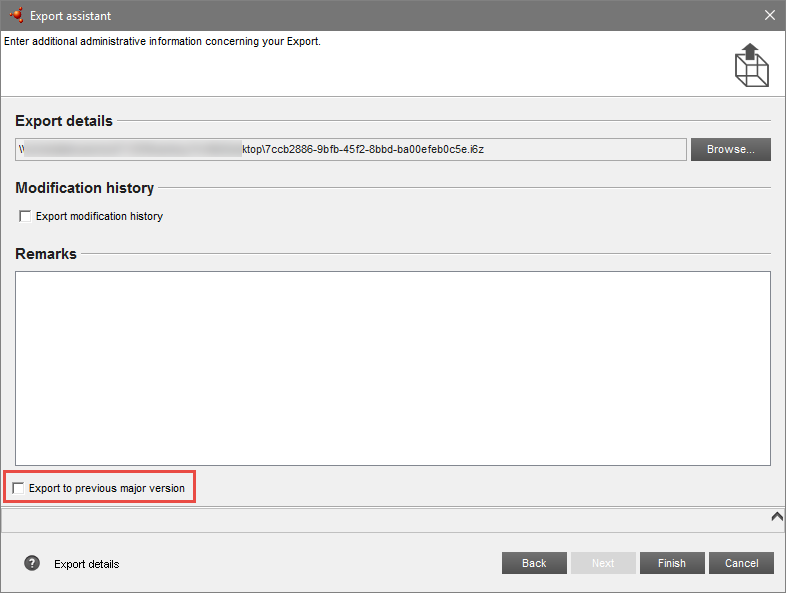 Export assistant
Enter additional administrative information concerning your Export.
Export details
\\ ktop\7ccb2886-9bfb-45f2-8bbd-ba00efeb0c5e.i6z Browse...
Modification history
Export modification history
Remarks
Export to previous major version
? Export details Back Next Finish Cancel